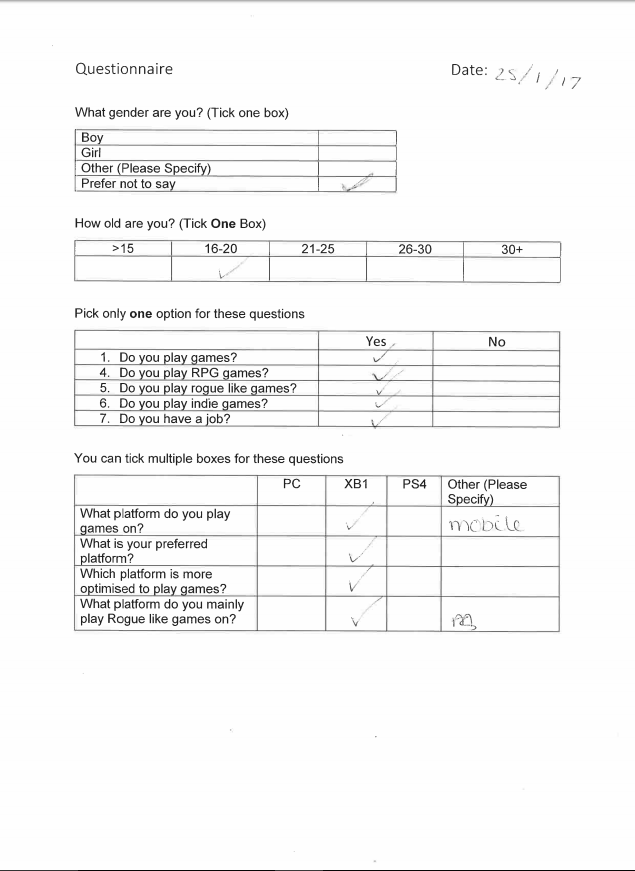 Questionnaire Date: 25/1/17
What gender are you? (Tick one box)
Boy
Girl
Other (Please Specify)
Prefer not to say ✓
How old are you? (Tick One Box)
>15 16-20 21-25 26-30 30+
✓
Pick only one option for these questions
Yes No
1. Do you play games? ✓
4. Do you play RPG games? ✓
5. Do you play rogue like games? ✓
6. Do you play indie games? ✓
7. Do you have a job? ✓
You can tick multiple boxes for these questions
PC XB1 PS4 Other (Please
Specify)
What platform do you play
games on? ✓ mobile
What is your preferred
platform? ✓
Which platform is more
optimised to play games? ✓
What platform do you mainly
play Rogue like games on? ✓